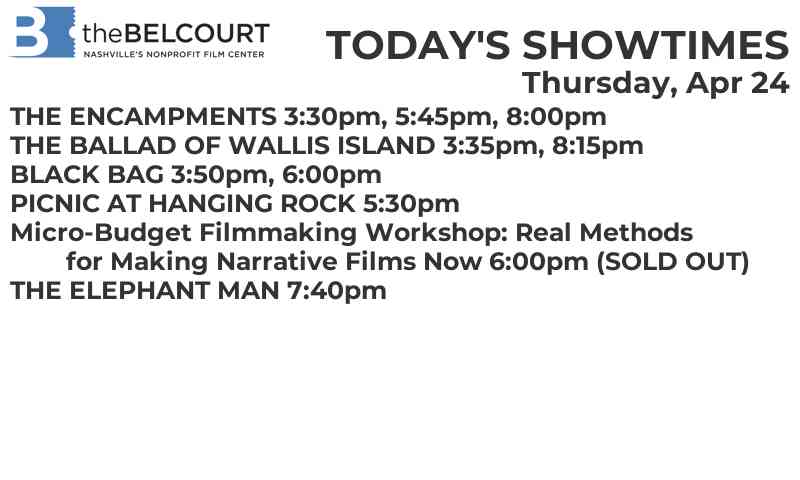 B theBELCOURT
NASHVILLE'S NONPROFIT FILM CENTER
TODAY'S SHOWTIMES
Thursday, Apr 24
THE ENCAMPMENTS 3:30pm, 5:45pm, 8:00pm
THE BALLAD OF WALLIS ISLAND 3:35pm, 8:15pm
BLACK BAG 3:50pm, 6:00pm
PICNIC AT HANGING ROCK 5:30pm
Micro-Budget Filmmaking Workshop: Real Methods
for Making Narrative Films Now 6:00pm (SOLD OUT)
THE ELEPHANT MAN 7:40pm